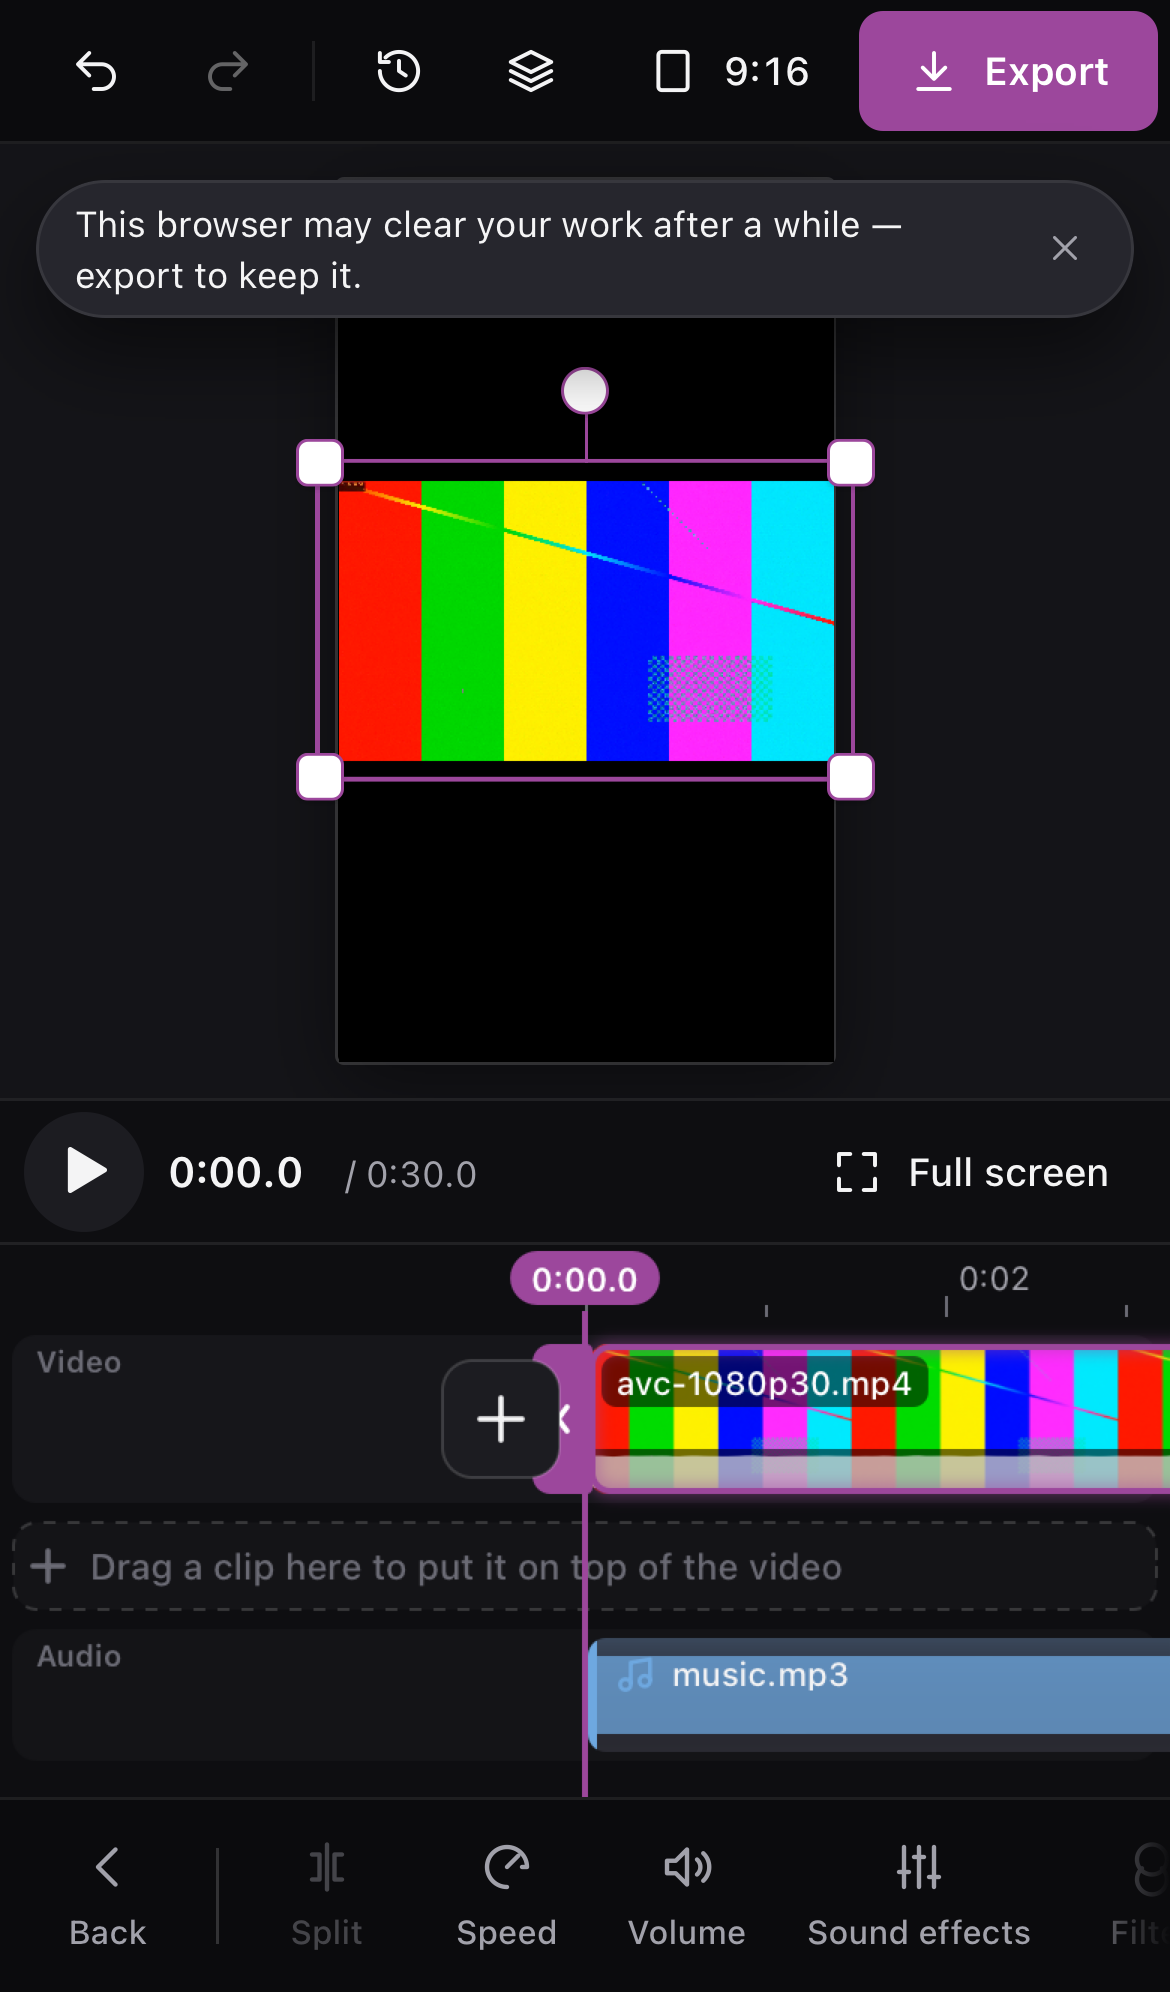 9:16
Export
This browser may clear your work after a while —
export to keep it.
0:00.0 / 0:30.0
Full screen
0:00.0
0:02
Video
avc-1080p30.mp4
Drag a clip here to put it on top of the video
Audio
music.mp3
Back
Split
Speed
Volume
Sound effects